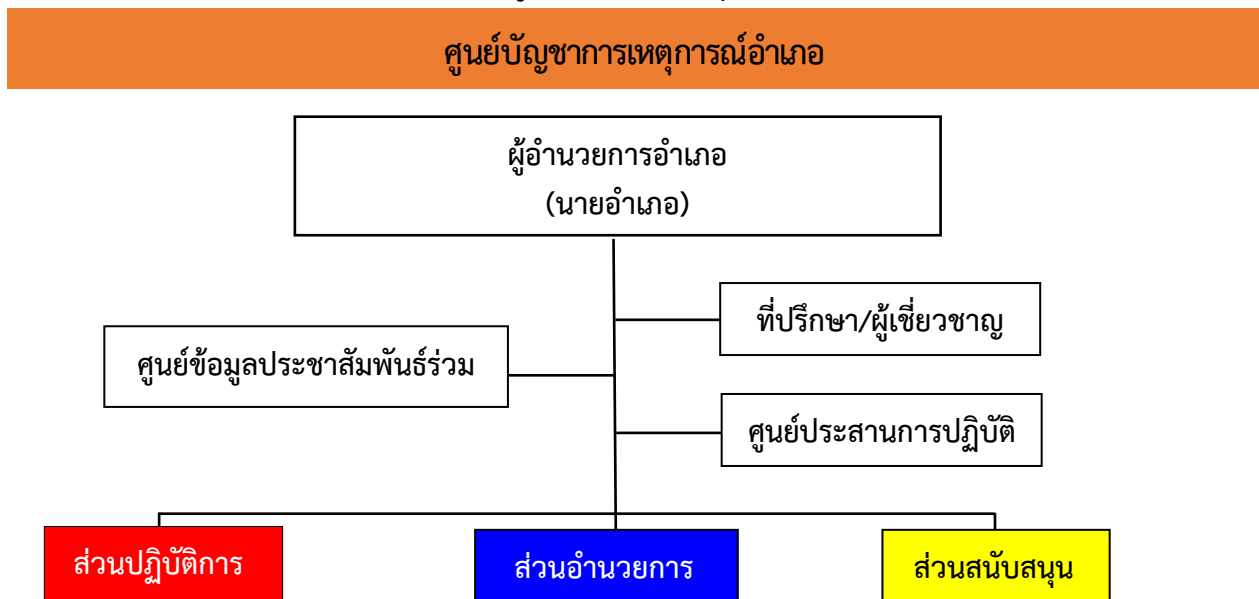 ศูนย์บัญชาการเหตุการณ์อำเภอ
ผู้อำนวยการอำเภอ
(นายอำเภอ)
ที่ปรึกษา/ผู้เชี่ยวชาญ
ศูนย์ข้อมูลประชาสัมพันธ์ร่วม
ศูนย์ประสานการปฏิบัติ
ส่วนปฏิบัติการ
ส่วนอำนวยการ
ส่วนสนับสนุน